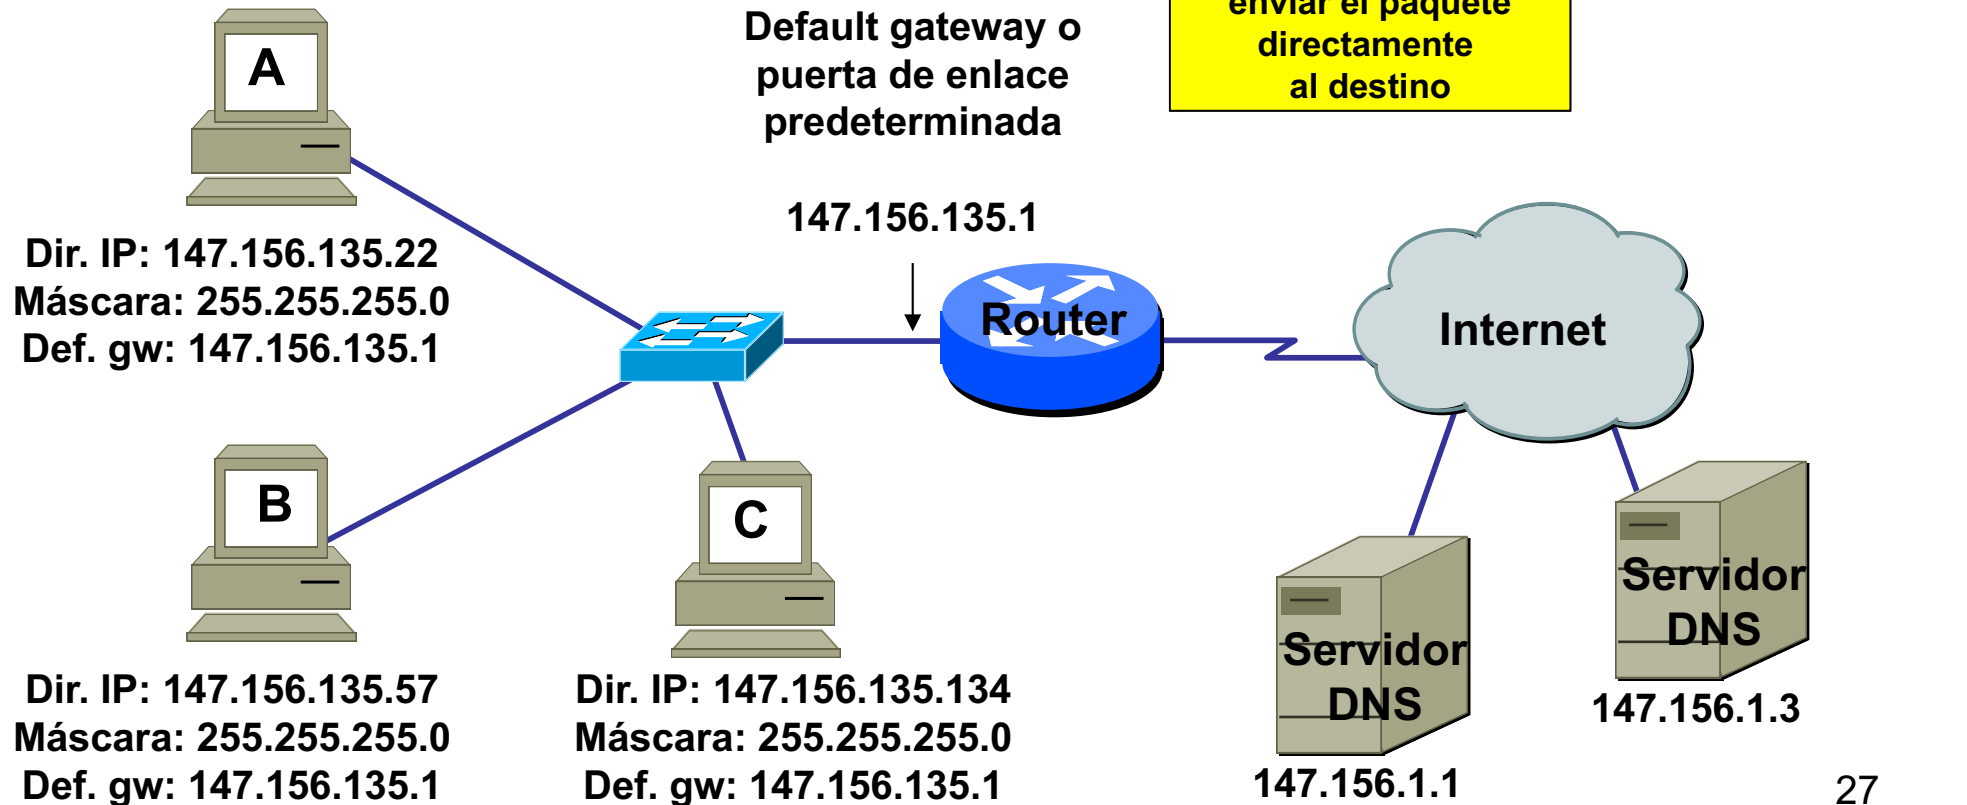 enviar el paquete
directamente
al destino
Default gateway o
puerta de enlace
predeterminada
147.156.135.1
A
Dir. IP: 147.156.135.22
Máscara: 255.255.255.0
Def. gw: 147.156.135.1
Router
Internet
B
Dir. IP: 147.156.135.57
Máscara: 255.255.255.0
Def. gw: 147.156.135.1
C
Dir. IP: 147.156.135.134
Máscara: 255.255.255.0
Def. gw: 147.156.135.1
Servidor
DNS
147.156.1.1
Servidor
DNS
147.156.1.3
27